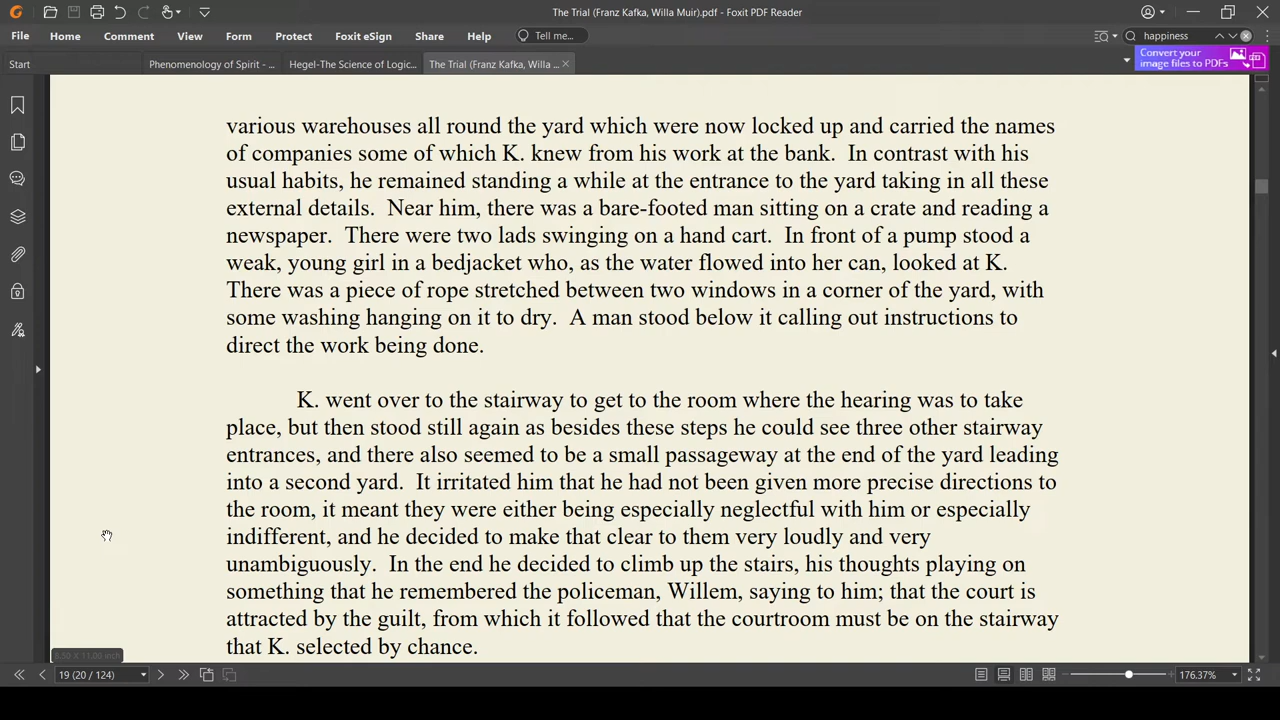 The Trial (Franz Kafka, Willa Muir).pdf - Foxit PDF Reader
File Home Comment View Form Protect Foxit eSign Share Help Tell me... happiness
Start Phenomenology of Spirit - ... Hegel-The Science of Logic... The Trial (Franz Kafka, Willa ... Convert your
image files to PDFs
various warehouses all round the yard which were now locked up and carried the names
of companies some of which K. knew from his work at the bank. In contrast with his
usual habits, he remained standing a while at the entrance to the yard taking in all these
external details. Near him, there was a bare-footed man sitting on a crate and reading a
newspaper. There were two lads swinging on a hand cart. In front of a pump stood a
weak, young girl in a bedjacket who, as the water flowed into her can, looked at K.
There was a piece of rope stretched between two windows in a corner of the yard, with
some washing hanging on it to dry. A man stood below it calling out instructions to
direct the work being done.
K. went over to the stairway to get to the room where the hearing was to take
place, but then stood still again as besides these steps he could see three other stairway
entrances, and there also seemed to be a small passageway at the end of the yard leading
into a second yard. It irritated him that he had not been given more precise directions to
the room, it meant they were either being especially neglectful with him or especially
indifferent, and he decided to make that clear to them very loudly and very
unambiguously. In the end he decided to climb up the stairs, his thoughts playing on
something that he remembered the policeman, Willem, saying to him; that the court is
attracted by the guilt, from which it followed that the courtroom must be on the stairway
that K. selected by chance.
8.50 x 11.00 inch
19 (20 / 124) 176.37%